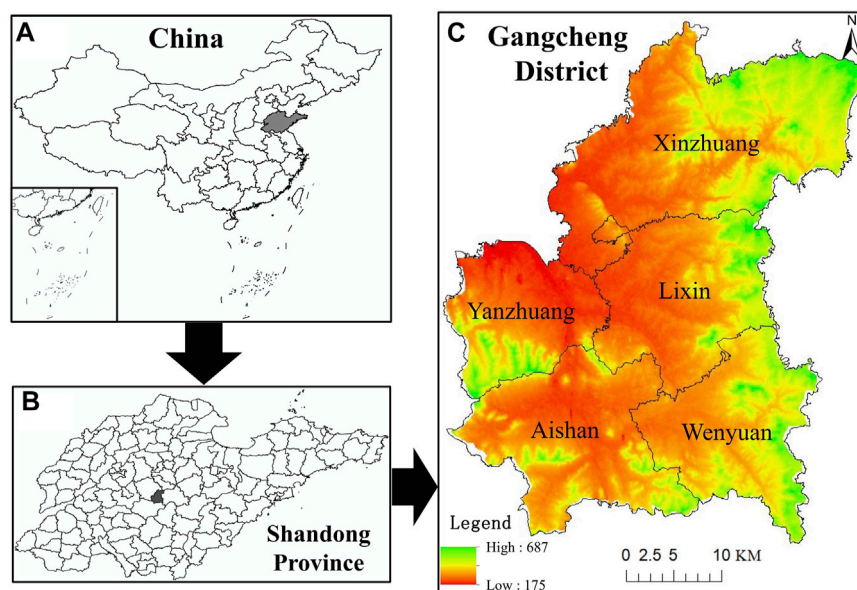 A
China
B
Shandong
Province
C
Gangcheng
District
N
Xinzhuang
Lixin
Yanzhuang
Aishan
Wenyuan
Legend
High : 687
Low : 175
0 2.5 5 10 KM